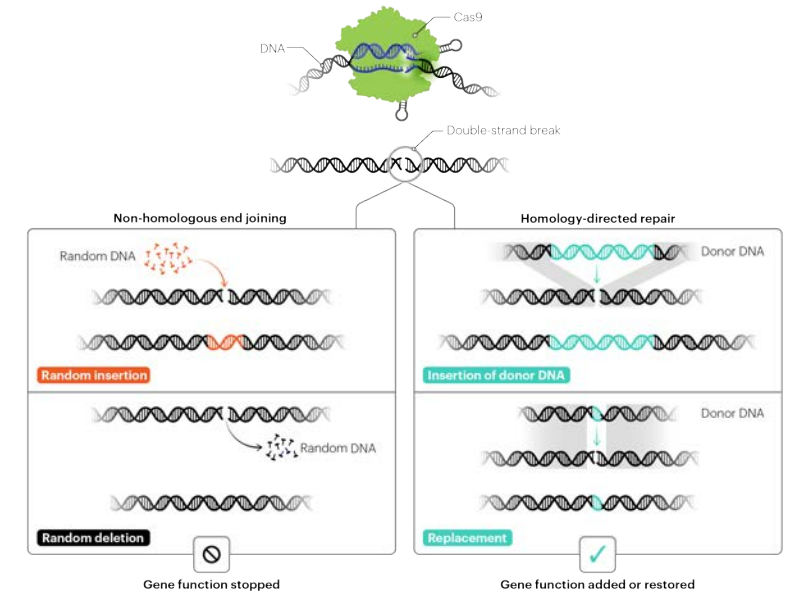 Cas9
DNA
Double-strand break
Non-homologous end joining
Homology-directed repair
Random DNA
Donor DNA
Random insertion
Insertion of donor DNA
Donor DNA
Random DNA
Random deletion
Replacement
Gene function stopped
Gene function added or restored